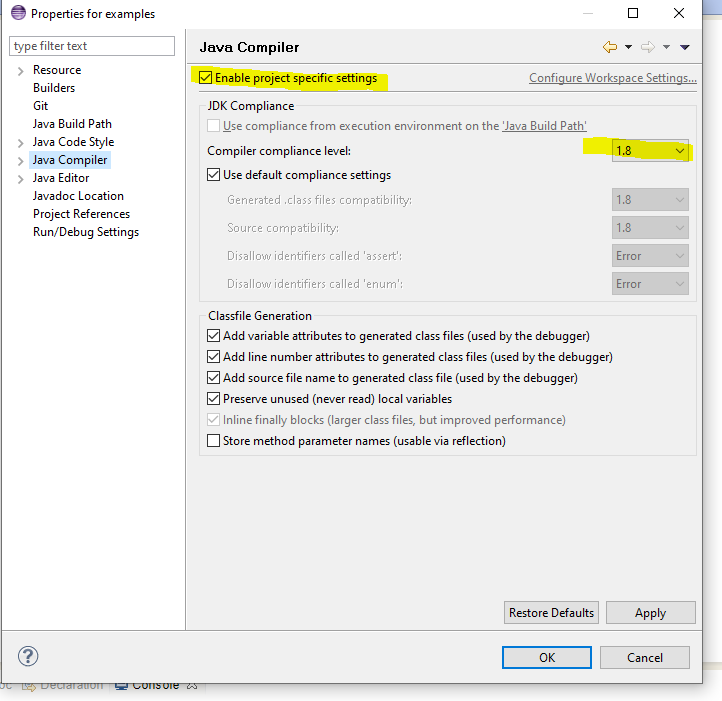 Properties for examples
type filter text
Resource
Builders
Git
Java Build Path
Java Code Style
Java Compiler
Java Editor
Javadoc Location
Project References
Run/Debug Settings
Java Compiler
Enable project specific settings
Configure Workspace Settings...
JDK Compliance
Use compliance from execution environment on the 'Java Build Path'
Compiler compliance level: 1.8
Use default compliance settings
Generated .class files compatibility: 1.8
Source compatibility: 1.8
Disallow identifiers called 'assert': Error
Disallow identifiers called 'enum': Error
Classfile Generation
Add variable attributes to generated class files (used by the debugger)
Add line number attributes to generated class files (used by the debugger)
Add source file name to generated class file (used by the debugger)
Preserve unused (never read) local variables
Inline finally blocks (larger class files, but improved performance)
Store method parameter names (usable via reflection)
Restore Defaults Apply
? OK Cancel
Declaration Console